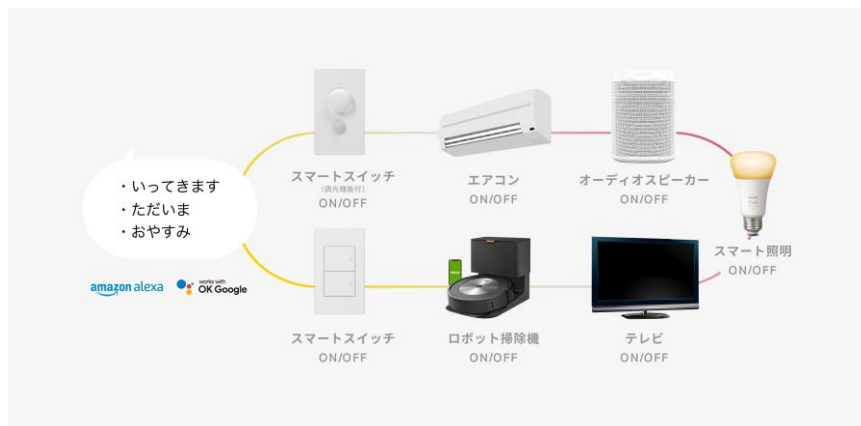 ・いってきます
・ただいま
・おやすみ
amazon alexa
works with
OK Google
スマートスイッチ
(調光機能付)
ON/OFF
エアコン
ON/OFF
オーディオスピーカー
ON/OFF
スマート照明
ON/OFF
スマートスイッチ
ON/OFF
ロボット掃除機
ON/OFF
テレビ
ON/OFF